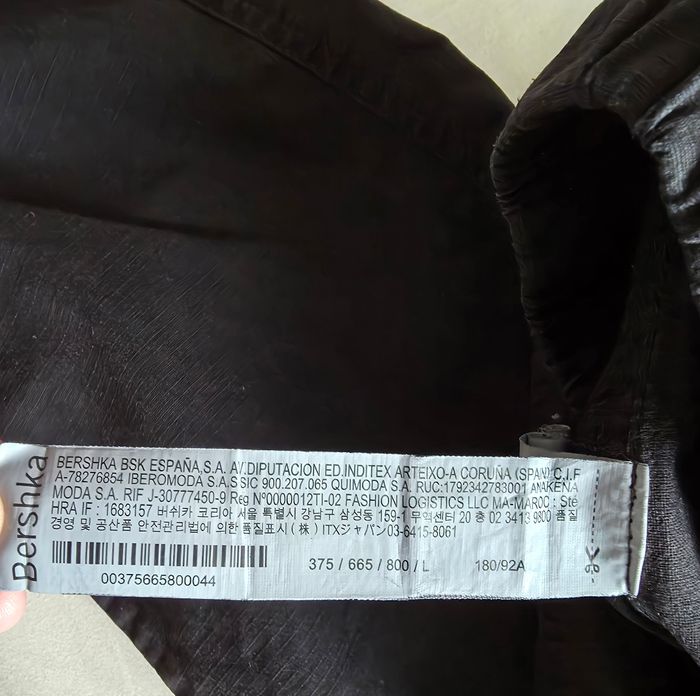 Bershka
BERSHKA BSK ESPAÑA,S.A. A/.DIPUTACION ED.INDITEX ARTEIXO-A CORUÑA (SPAIN):C.I.F
A-78276854 IBEROMODA S.A.S.SIC 900.207.065 QUIMODA S.A. RUC:1792342783001 ANAKENA
MODA S.A. RIF J-30777450-9 Reg Nº0000012TI-02 FASHION LOGISTICS LLC MA-MAROC : Sté
HRA IF : 1683157 버쉬카 코리아 서울 특별시 강남구 삼성동 159-1 무역센터 20 층 02 3413 9800 품질
경영 및 공산품 안전관리법에 의한 품질표시 (株) ITXジャパン03-6415-8061
00375665800044
375 / 665 / 800 / L
180/92A